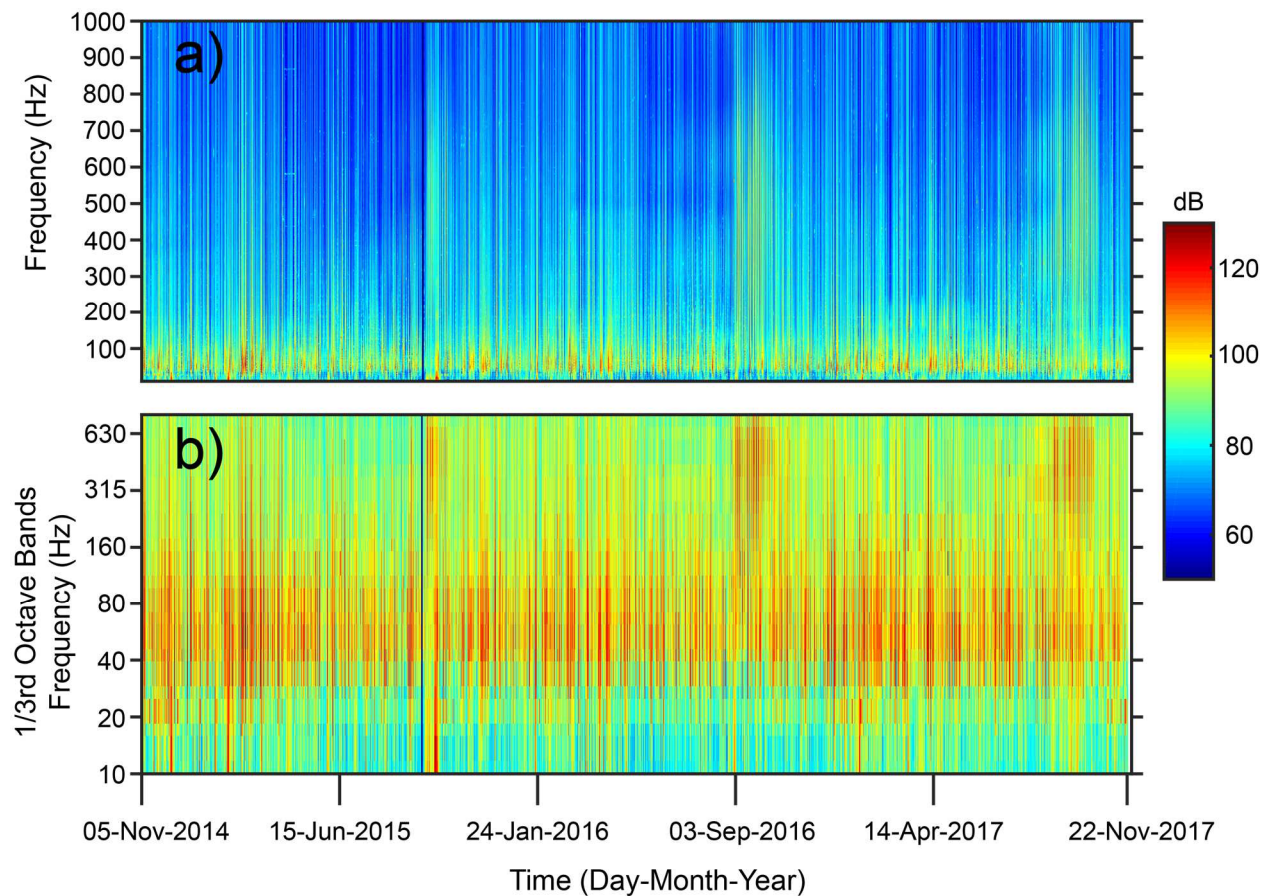 a)
1000
900
800
700
600
500
400
300
200
100
Frequency (Hz)
dB
120
100
80
60
b)
630
315
160
80
40
20
10
1/3rd Octave Bands
Frequency (Hz)
05-Nov-2014 15-Jun-2015 24-Jan-2016 03-Sep-2016 14-Apr-2017 22-Nov-2017
Time (Day-Month-Year)